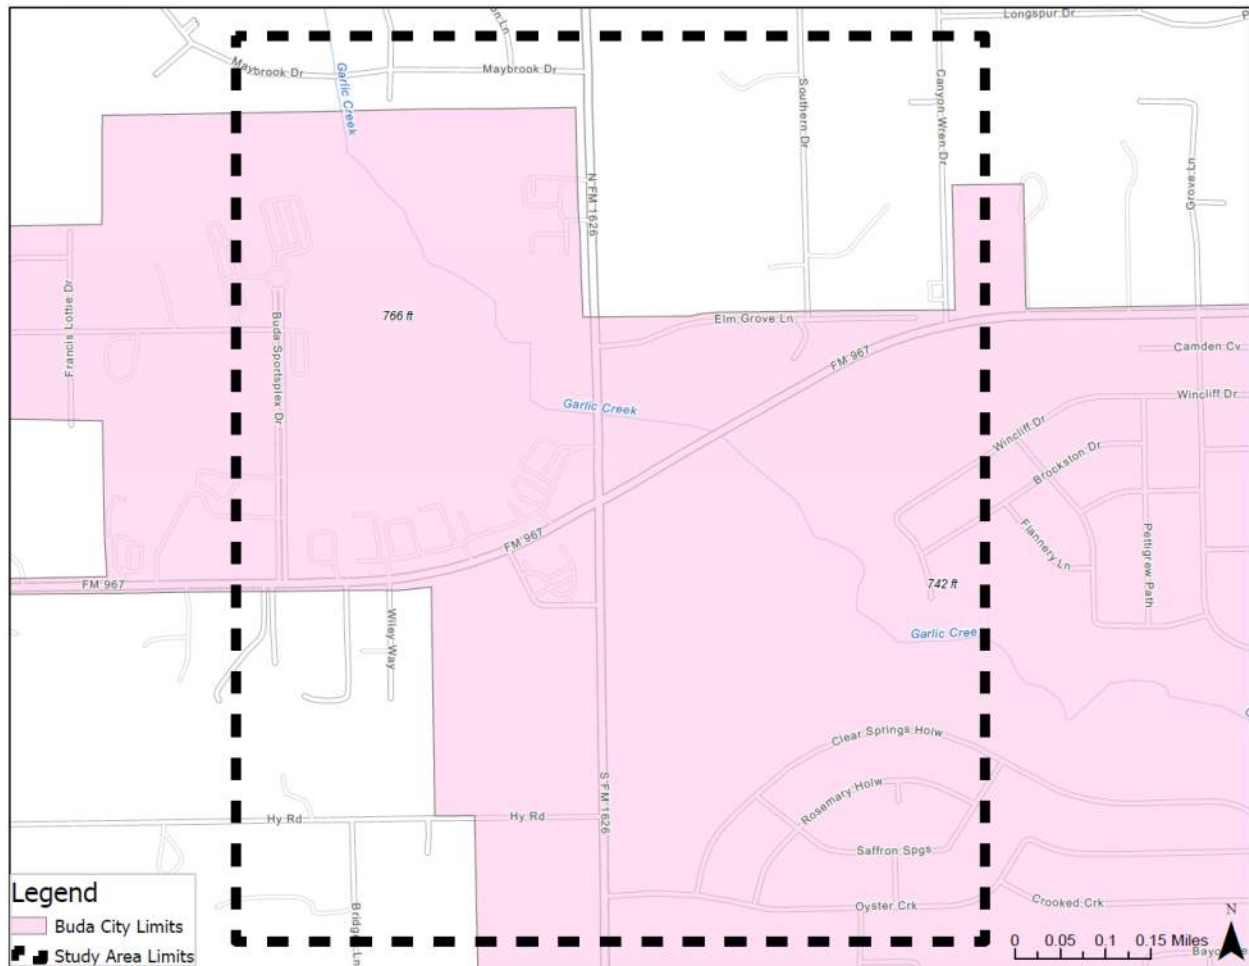 Longspur Dr
on Ln
Maybrook Dr
Maybrook Dr
Garlic Creek
Southern Dr
Canyon Wren Dr
Grove Ln
N FM 1626
Francis Lottie Dr
766 ft
Buda Sportsplex Dr
Elm Grove Ln
FM 967
Camden Cv
Wincliff Dr
Garlic Creek
Wincliff Dr
Brockston Dr
Flannery Ln
Pettigrew Path
FM 967
FM 967
742 ft
Wiley Way
Garlic Cree
Clear Springs Holw
S FM 1626
Rosemary Holw
Hy Rd
Hy Rd
Saffron Spgs
Oyster Crk
Crooked Crk
Legend
Buda City Limits
Study Area Limits
N
0 0.05 0.1 0.15 Miles